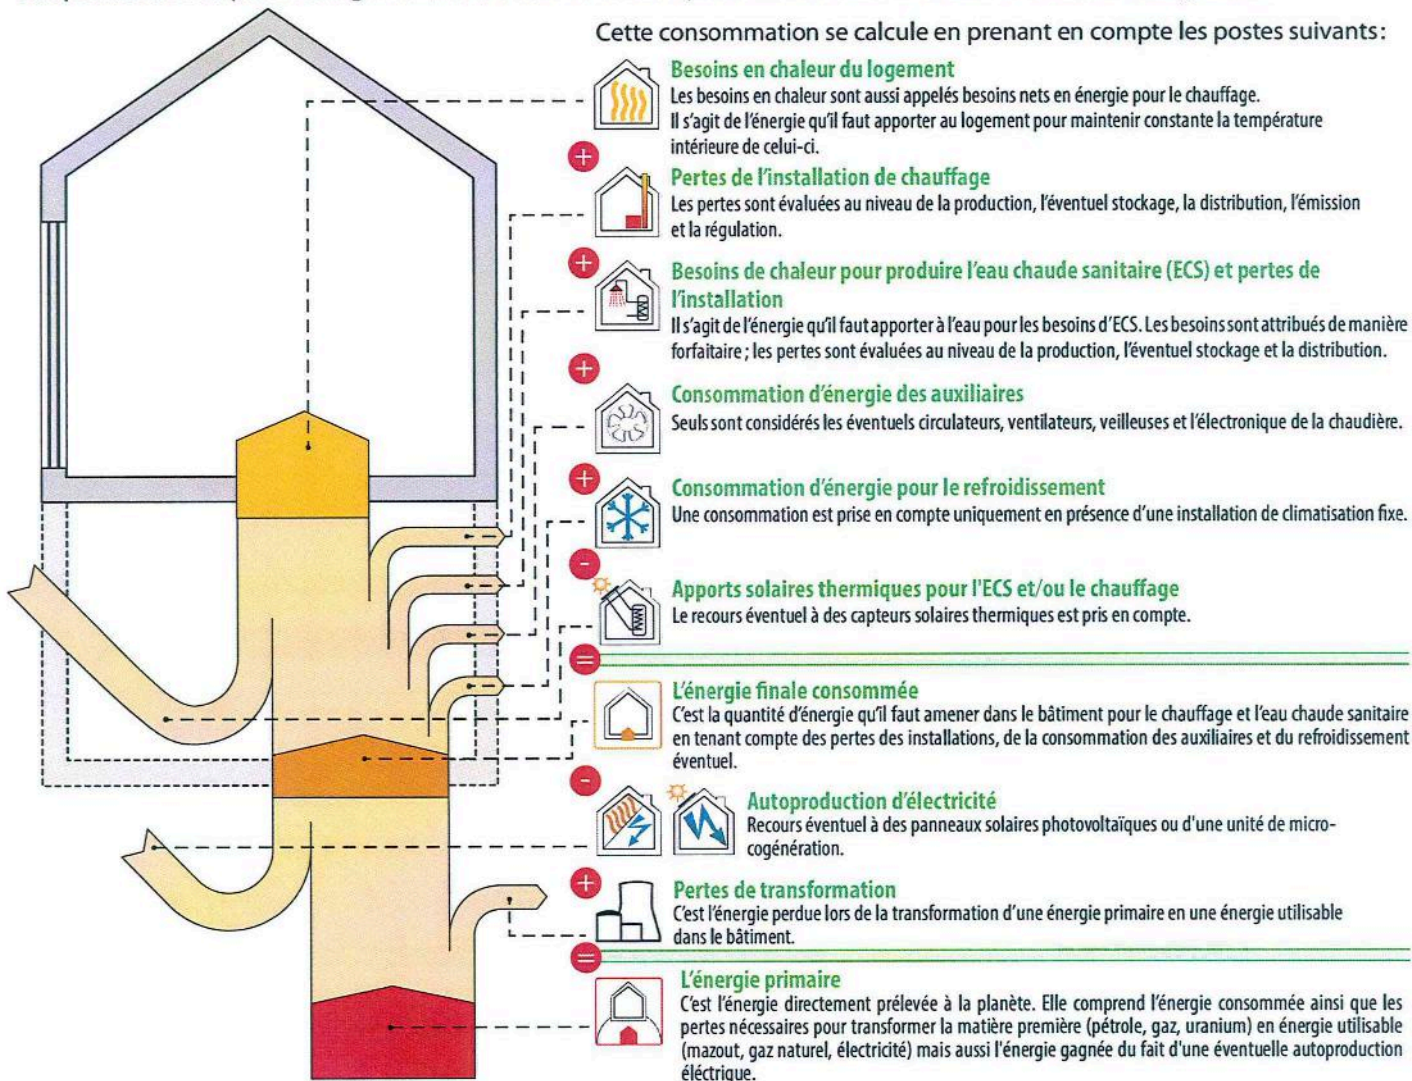 Cette consommation se calcule en prenant en compte les postes suivants:
Besoins en chaleur du logement
Les besoins en chaleur sont aussi appelés besoins nets en énergie pour le chauffage.
Il s'agit de l'énergie qu'il faut apporter au logement pour maintenir constante la température
intérieure de celui-ci.
+
Pertes de l'installation de chauffage
Les pertes sont évaluées au niveau de la production, l'éventuel stockage, la distribution, l'émission
et la régulation.
+
Besoins de chaleur pour produire l'eau chaude sanitaire (ECS) et pertes de
l'installation
Il s'agit de l'énergie qu'il faut apporter à l'eau pour les besoins d'ECS. Les besoins sont attribués de manière
forfaitaire ; les pertes sont évaluées au niveau de la production, l'éventuel stockage et la distribution.
+
Consommation d'énergie des auxiliaires
Seuls sont considérés les éventuels circulateurs, ventilateurs, veilleuses et l'électronique de la chaudière.
+
Consommation d'énergie pour le refroidissement
Une consommation est prise en compte uniquement en présence d'une installation de climatisation fixe.
-
Apports solaires thermiques pour l'ECS et/ou le chauffage
Le recours éventuel à des capteurs solaires thermiques est pris en compte.
=
L'énergie finale consommée
C'est la quantité d'énergie qu'il faut amener dans le bâtiment pour le chauffage et l'eau chaude sanitaire
en tenant compte des pertes des installations, de la consommation des auxiliaires et du refroidissement
éventuel.
-
Autoproduction d'électricité
Recours éventuel à des panneaux solaires photovoltaïques ou d'une unité de micro-
cogénération.
+
Pertes de transformation
C'est l'énergie perdue lors de la transformation d'une énergie primaire en une énergie utilisable
dans le bâtiment.
=
L'énergie primaire
C'est l'énergie directement prélevée à la planète. Elle comprend l'énergie consommée ainsi que les
pertes nécessaires pour transformer la matière première (pétrole, gaz, uranium) en énergie utilisable
(mazout, gaz naturel, électricité) mais aussi l'énergie gagnée du fait d'une éventuelle autoproduction
éléctrique.